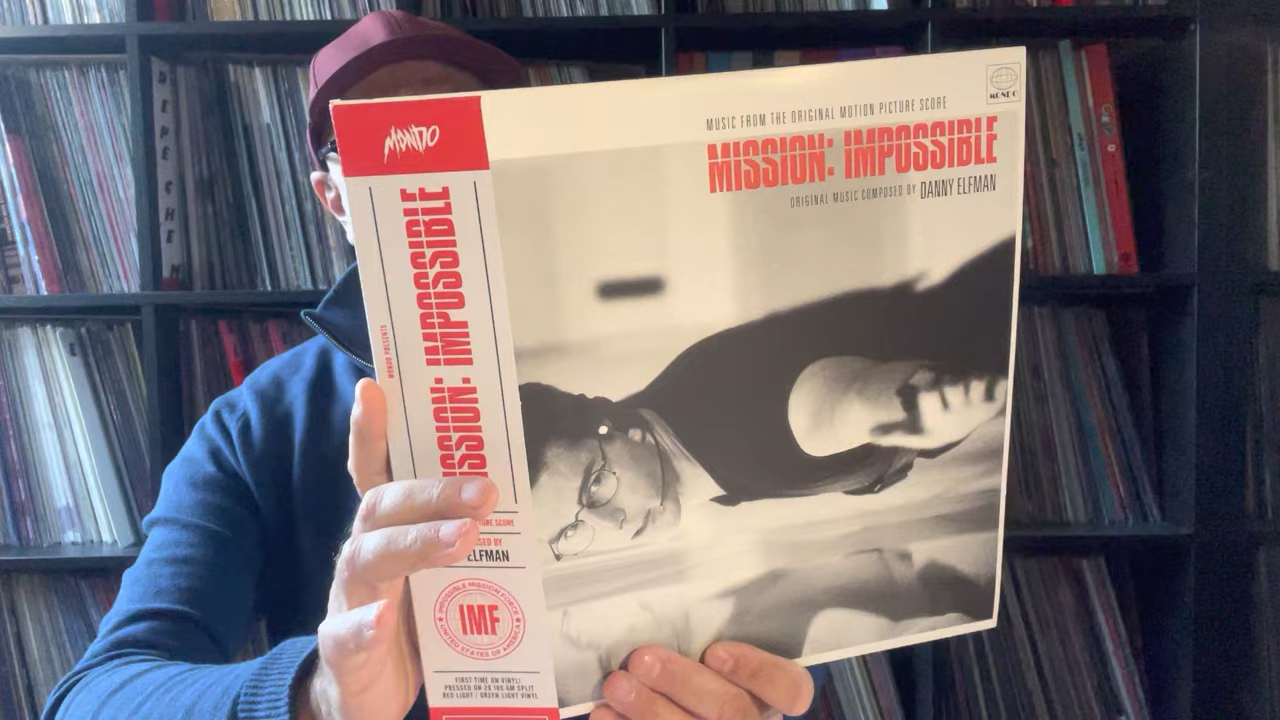 DEPECHE M
MONDO
MISSION: IMPOSSIBLE
MONDO PRESENTS
SCORE
ELFMAN
IMPOSSIBLE MISSION FORCE
IMF
UNITED STATES OF AMERICA
FIRST TIME ON VINYL!
PRESSED ON 2X 180 GM SPLIT
RED LIGHT / GREEN LIGHT VINYL
MONDO
MUSIC FROM THE ORIGINAL MOTION PICTURE SCORE
MISSION: IMPOSSIBLE
ORIGINAL MUSIC COMPOSED BY DANNY ELFMAN